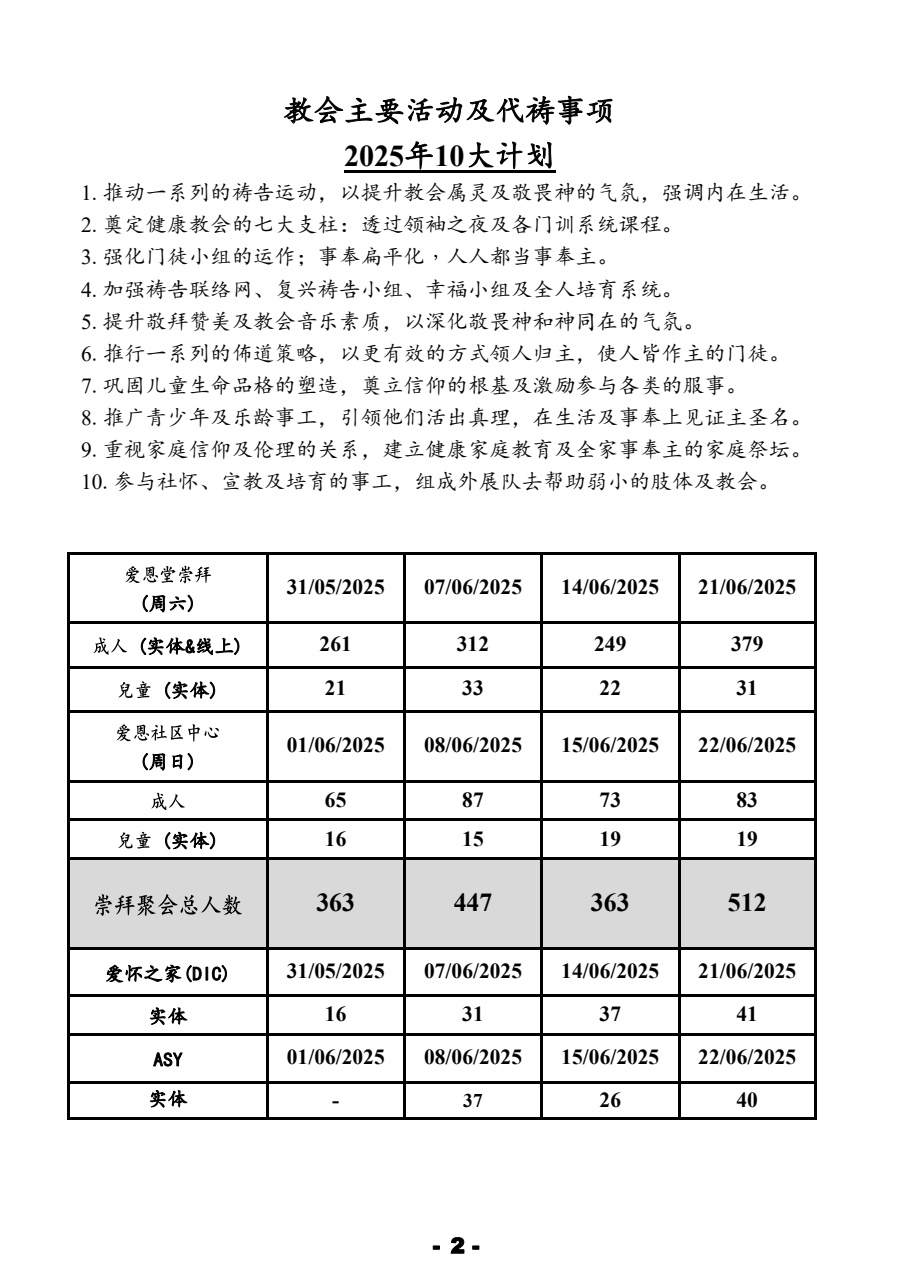 教会主要活动及代祷事项
2025年10大计划
1. 推动一系列的祷告运动，以提升教会属灵及敬畏神的气氛，强调内在生活。
2. 奠定健康教会的七大支柱：透过领袖之夜及各门训系统课程。
3. 强化门徒小组的运作；事奉扁平化，人人都当事奉主。
4. 加强祷告联络网、复兴祷告小组、幸福小组及全人培育系统。
5. 提升敬拜赞美及教会音乐素质，以深化敬畏神和神同在的气氛。
6. 推行一系列的佈道策略，以更有效的方式领人归主，使人皆作主的门徒。
7. 巩固儿童生命品格的塑造，奠立信仰的根基及激励参与各类的服事。
8. 推广青少年及乐龄事工，引领他们活出真理，在生活及事奉上见证主圣名。
9. 重视家庭信仰及伦理的关系，建立健康家庭教育及全家事奉主的家庭祭坛。
10. 参与社怀、宣教及培育的事工，组成外展队去帮助弱小的肢体及教会。
爱恩堂崇拜
(周六) 31/05/2025 07/06/2025 14/06/2025 21/06/2025
成人 (实体&线上) 261 312 249 379
兒童 (实体) 21 33 22 31
爱恩社区中心
(周日) 01/06/2025 08/06/2025 15/06/2025 22/06/2025
成人 65 87 73 83
兒童 (实体) 16 15 19 19
崇拜聚会总人数 363 447 363 512
爱怀之家(DIC) 31/05/2025 07/06/2025 14/06/2025 21/06/2025
实体 16 31 37 41
ASY 01/06/2025 08/06/2025 15/06/2025 22/06/2025
实体 - 37 26 40
- 2 -